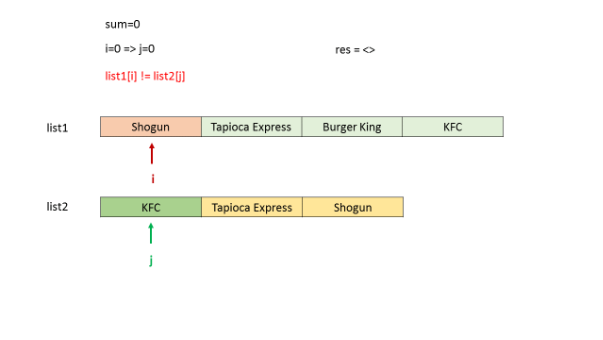 sum=0
i=0 => j=0
res = <>
list1[i] != list2[j]
list1 Shogun Tapioca Express Burger King KFC
i
list2 KFC Tapioca Express Shogun
j